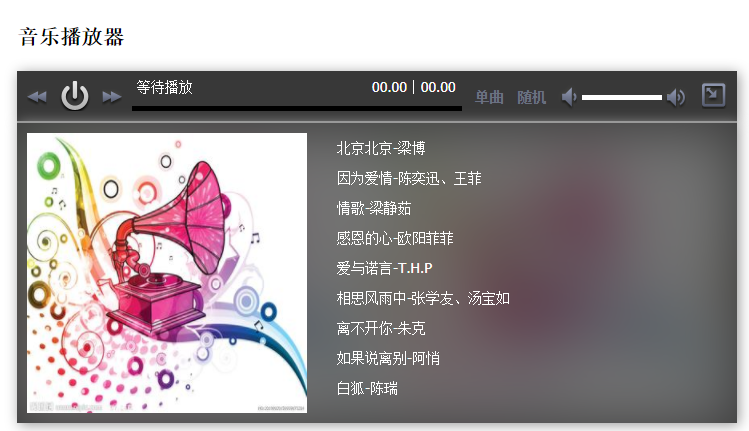 音乐播放器
等待播放 00.00 | 00.00 单曲 随机
北京北京-梁博
因为爱情-陈奕迅、王菲
情歌-梁静茹
感恩的心-欧阳菲菲
爱与诺言-T.H.P
相思风雨中-张学友、汤宝如
离不开你-朱克
如果说离别-阿悄
白狐-陈瑞